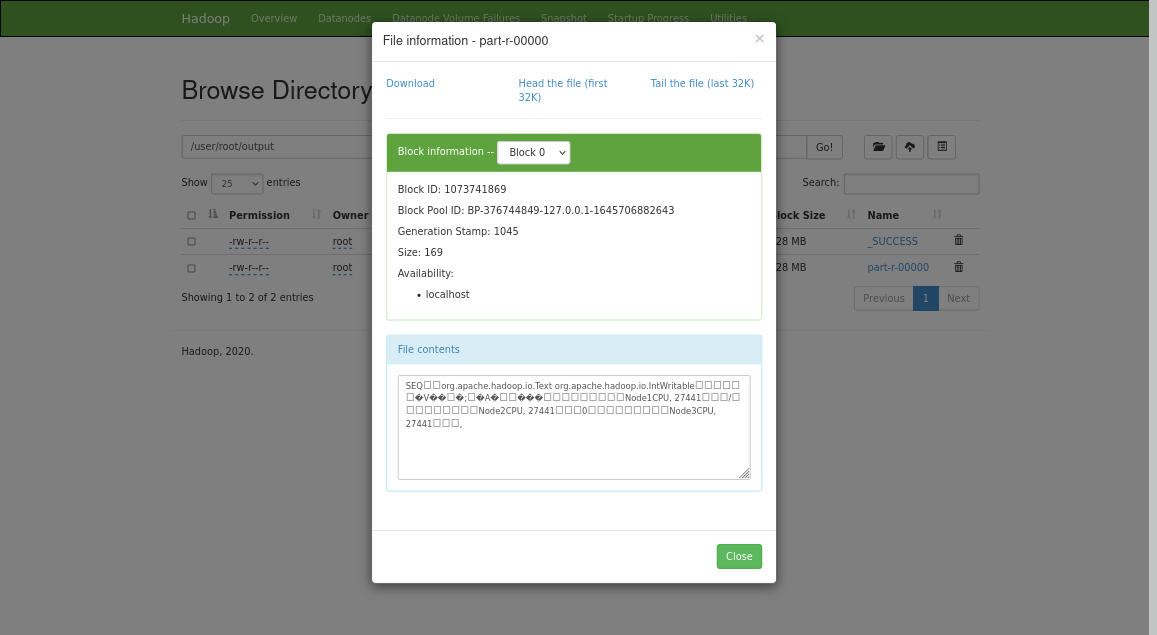 Hadoop Overview Datanodes Datanode Volume Failures Snapshot Startup Progress Utilities
File information - part-r-00000 ×
Download Head the file (first 32K) Tail the file (last 32K)
Browse Directory
Block information -- Block 0
/user/root/output Go!
Show 25 entries Search:
Block ID: 1073741869
Block Pool ID: BP-376744849-127.0.0.1-1645706882643
Generation Stamp: 1045
Size: 169
Availability:
• localhost
Permission Owner Size Name
-rw-r--r-- root 28 MB _SUCCESS
-rw-r--r-- root 28 MB part-r-00000
Showing 1 to 2 of 2 entries Previous 1 Next
Hadoop, 2020.
File contents
SEQ□□org.apache.hadoop.io.Text org.apache.hadoop.io.IntWritable□□□□□
□�V��□�;□�A�□□���□□□□□□□□□Node1CPU, 27441□□□/□
□□□□□□□□Node2CPU, 27441□□□0□□□□□□□□□Node3CPU,
27441□□□,
Close